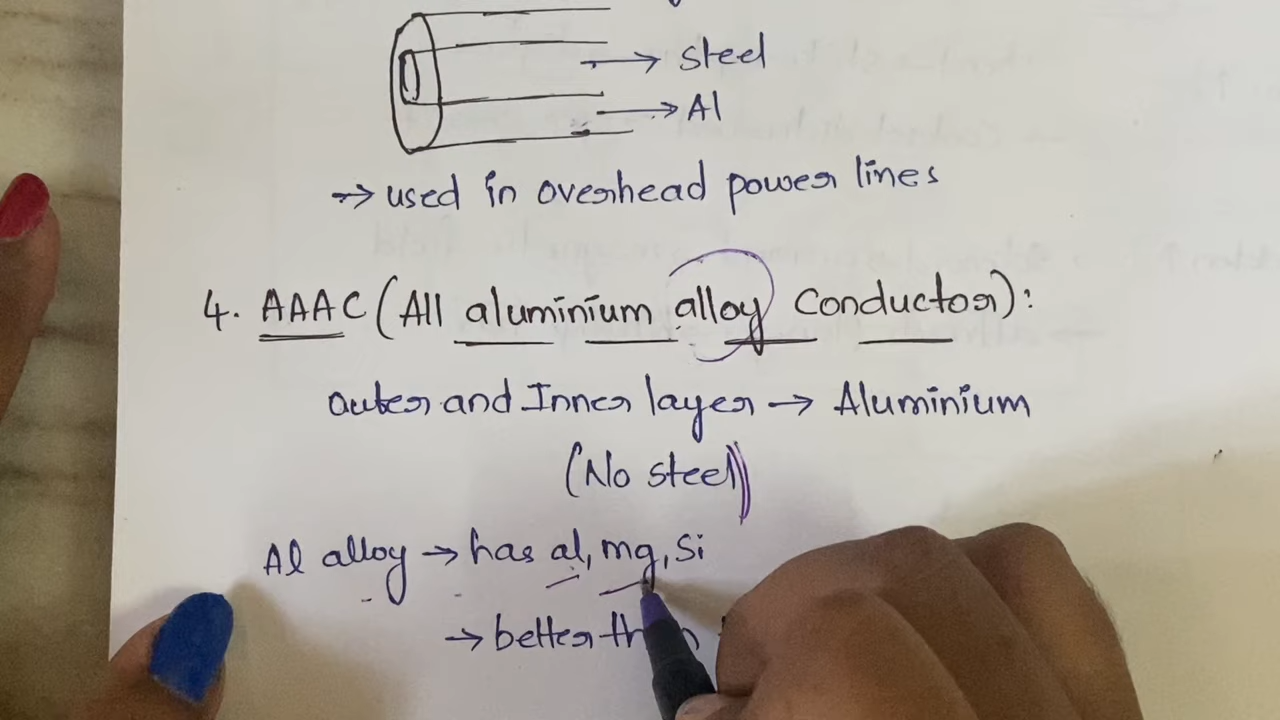 → steel
→ Al
→ used in overhead power lines
4. AAAC (All aluminium alloy conductor):
outer and Inner layer → Aluminium
(No steel)
Al alloy → has al, mg, Si
→ better